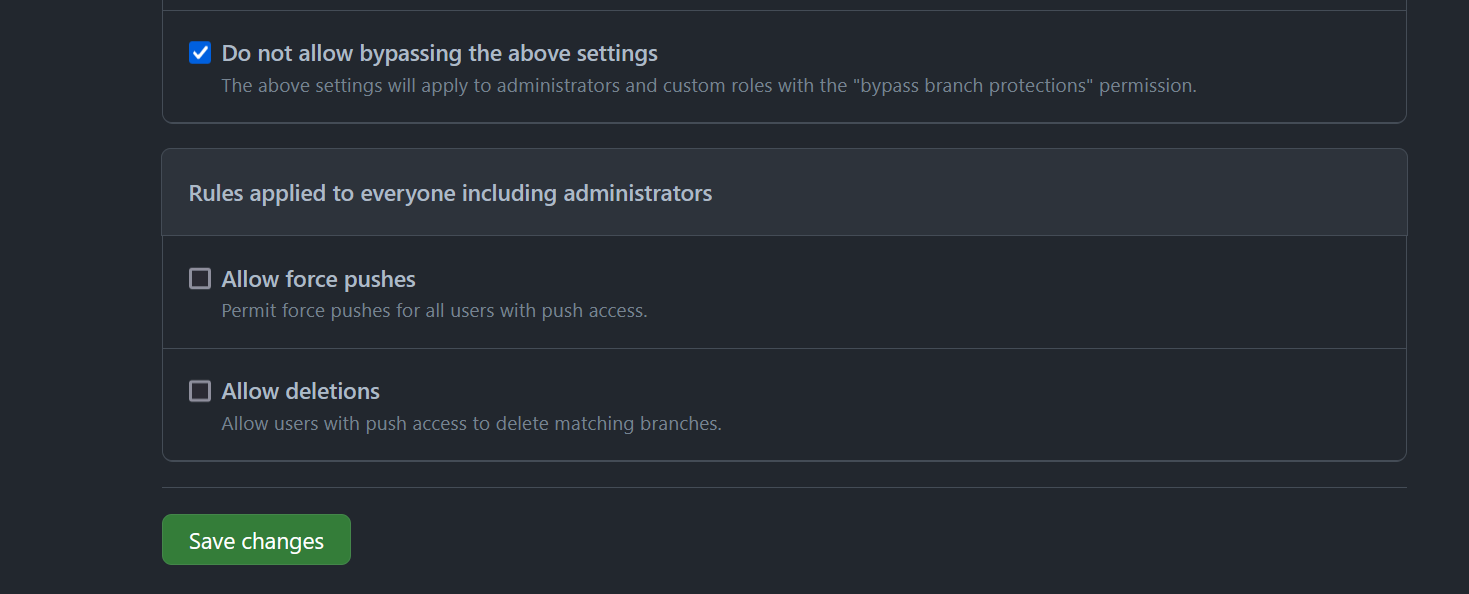 Do not allow bypassing the above settings
The above settings will apply to administrators and custom roles with the "bypass branch protections" permission.
Rules applied to everyone including administrators
Allow force pushes
Permit force pushes for all users with push access.
Allow deletions
Allow users with push access to delete matching branches.
Save changes